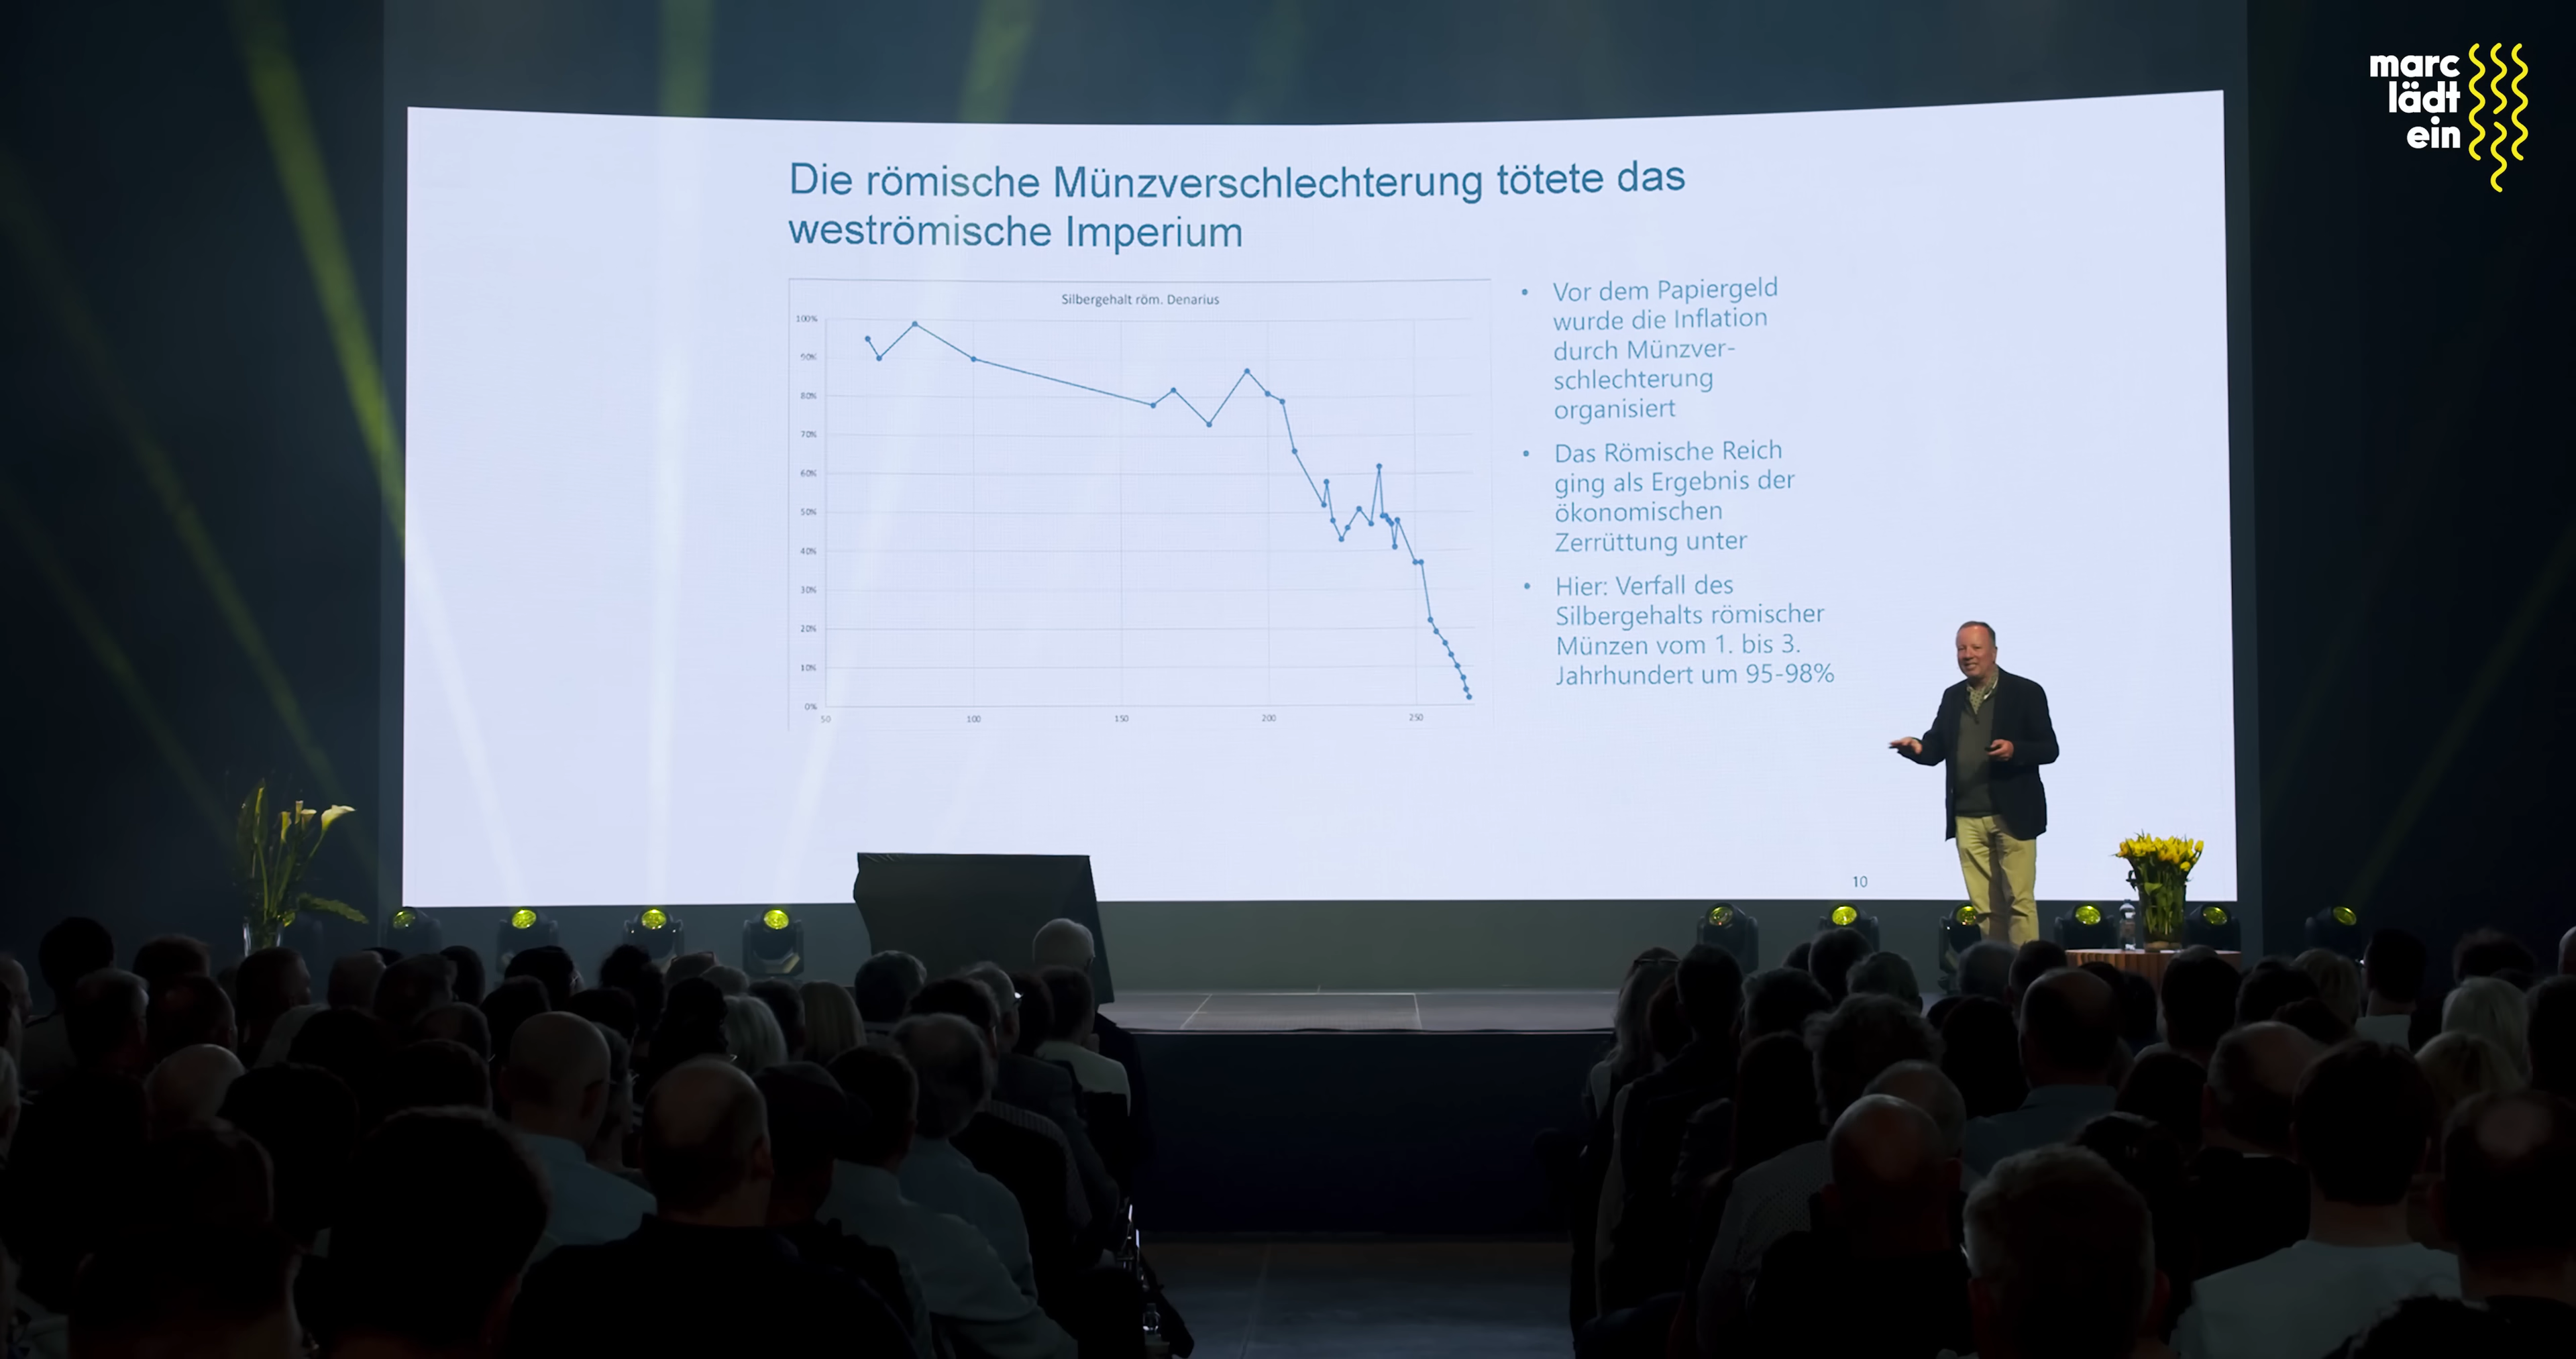 marc
lädt
ein
Die römische Münzverschlechterung tötete das
weströmische Imperium
Silbergehalt röm. Denarius
100%
90%
80%
70%
60%
50%
40%
30%
20%
10%
0%
50 100 150 200 250
• Vor dem Papiergeld
wurde die Inflation
durch Münzver-
schlechterung
organisiert
• Das Römische Reich
ging als Ergebnis der
ökonomischen
Zerrüttung unter
• Hier: Verfall des
Silbergehalts römischer
Münzen vom 1. bis 3.
Jahrhundert um 95-98%
10